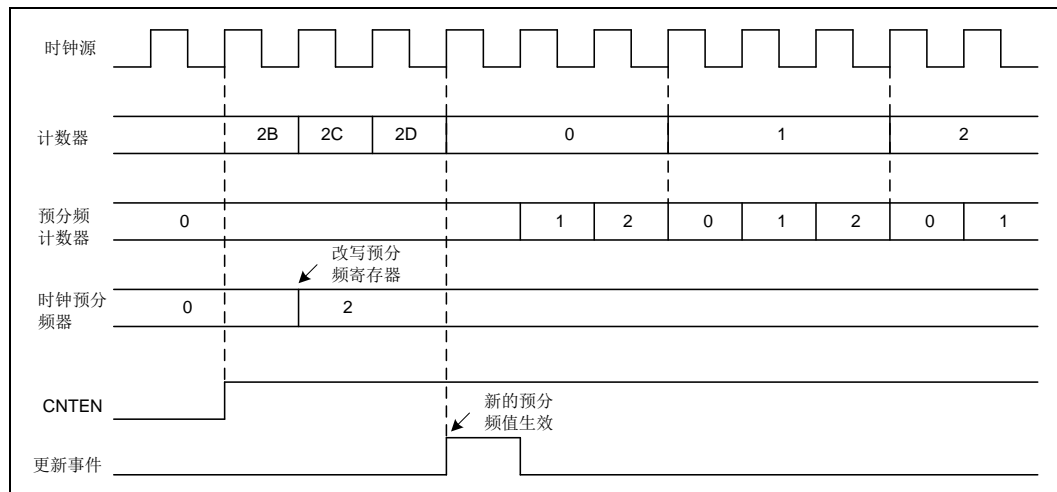 时钟源
计数器
2B 2C 2D 0 1 2
预分频
计数器
0 1 2 0 1 2 0 1
改写预分
频寄存器
时钟预分
频器
0 2
CNTEN
新的预分
频值生效
更新事件